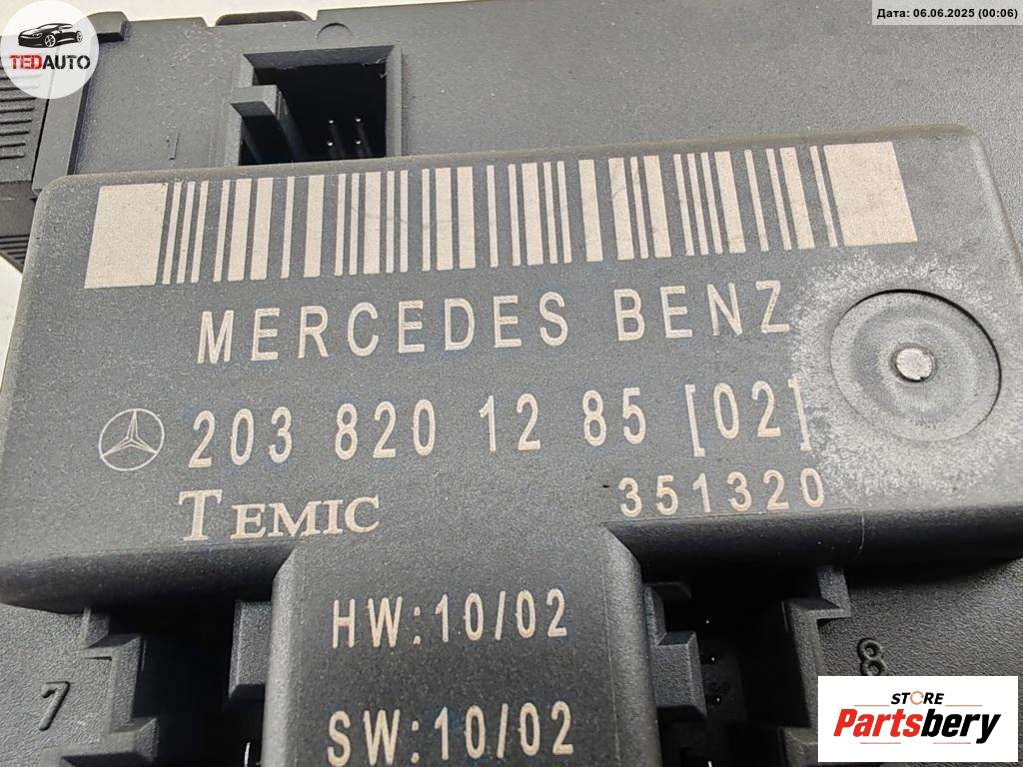 Дата: 06.06.2025 (00:06)
TEDAUTO
MERCEDES BENZ
203 820 12 85 [02]
TEMIC
351320
HW:10/02
SW:10/02
7
8
STORE
Partsbery